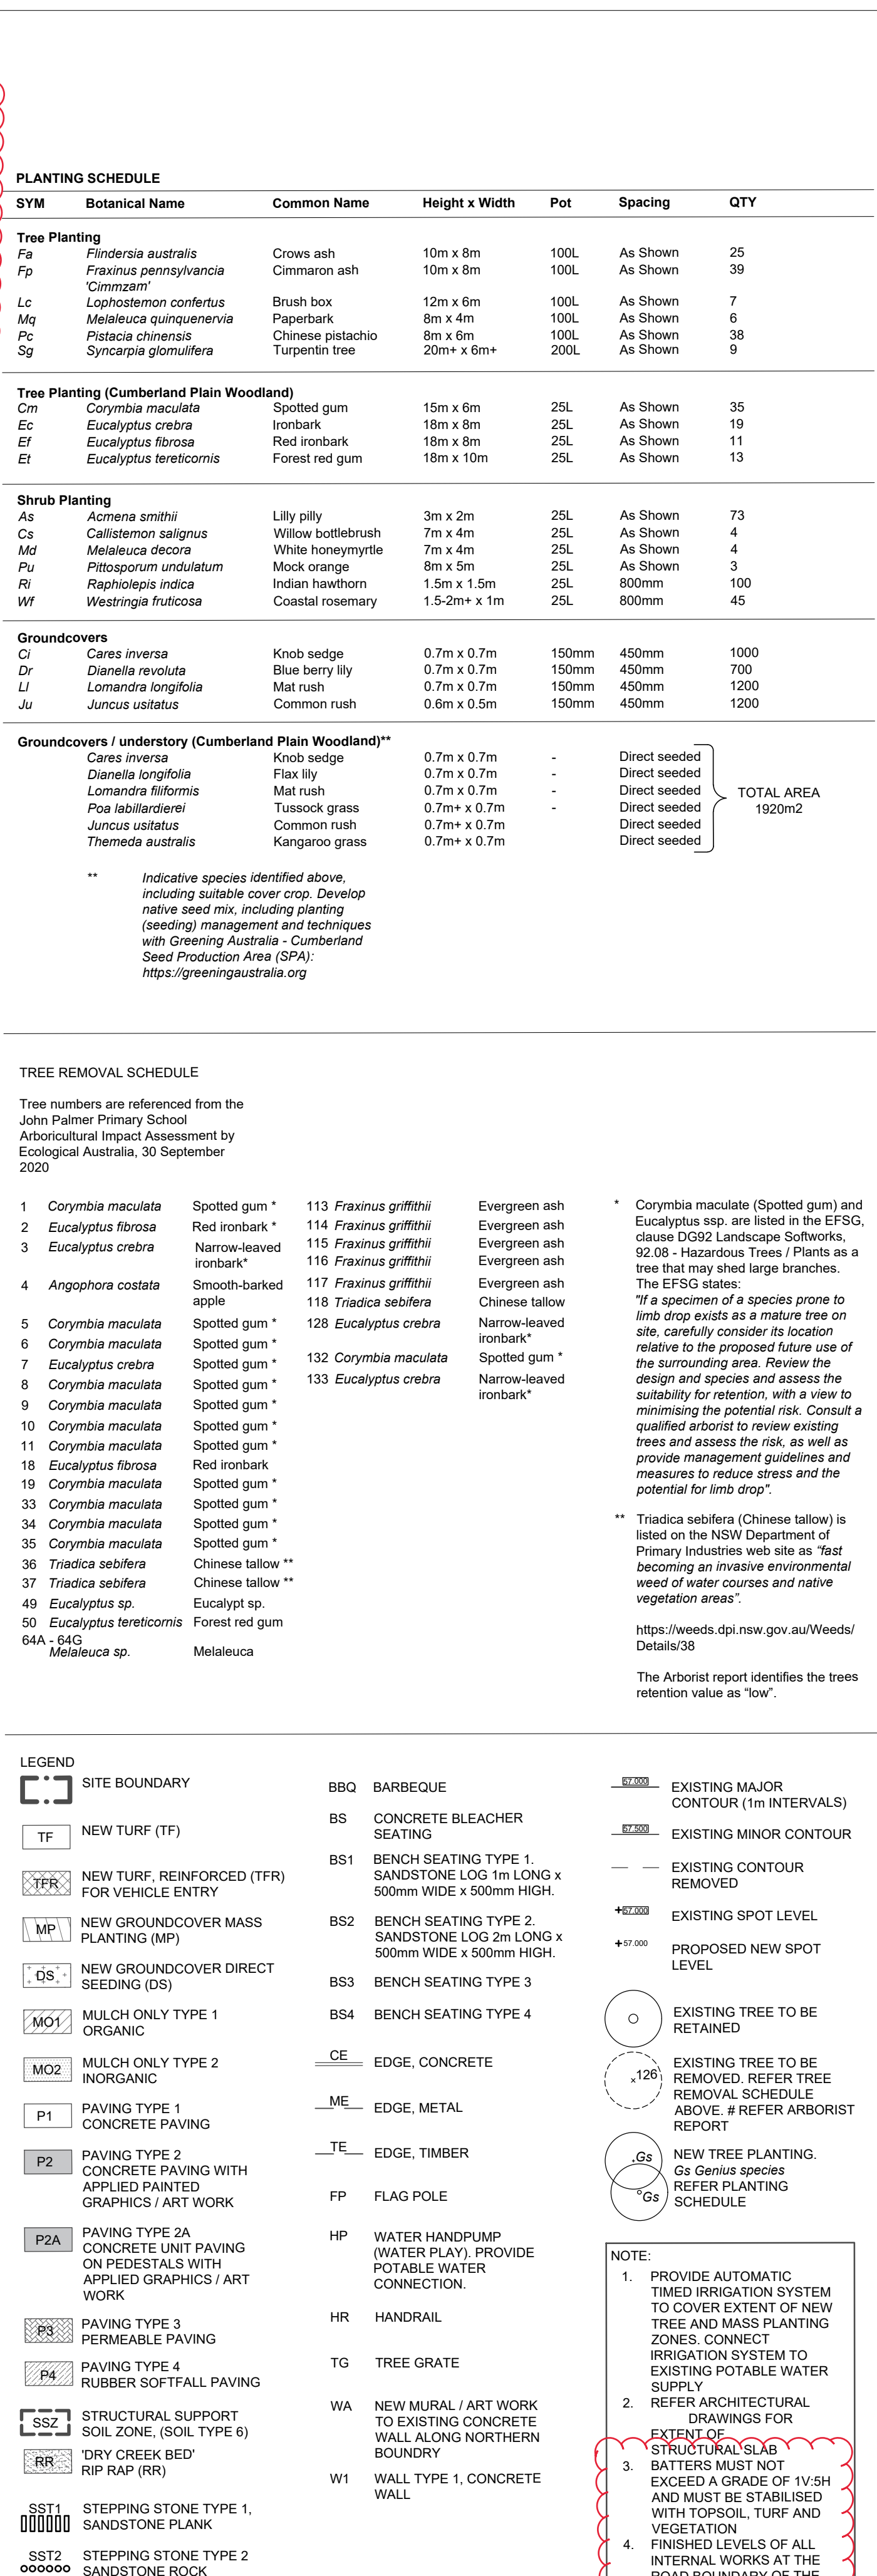 PLANTING SCHEDULE
SYM Botanical Name Common Name Height x Width Pot Spacing QTY
Tree Planting
Fa Flindersia australis Crows ash 10m x 8m 100L As Shown 25
Fp Fraxinus pennsylvancia Cimmaron ash 10m x 8m 100L As Shown 39
'Cimmzam'
Lc Lophostemon confertus Brush box 12m x 6m 100L As Shown 7
Mq Melaleuca quinquenervia Paperbark 8m x 4m 100L As Shown 6
Pc Pistacia chinensis Chinese pistachio 8m x 6m 100L As Shown 38
Sg Syncarpia glomulifera Turpentin tree 20m+ x 6m+ 200L As Shown 9
Tree Planting (Cumberland Plain Woodland)
Cm Corymbia maculata Spotted gum 15m x 6m 25L As Shown 35
Ec Eucalyptus crebra Ironbark 18m x 8m 25L As Shown 19
Ef Eucalyptus fibrosa Red ironbark 18m x 8m 25L As Shown 11
Et Eucalyptus tereticornis Forest red gum 18m x 10m 25L As Shown 13
Shrub Planting
As Acmena smithii Lilly pilly 3m x 2m 25L As Shown 73
Cs Callistemon salignus Willow bottlebrush 7m x 4m 25L As Shown 4
Md Melaleuca decora White honeymyrtle 7m x 4m 25L As Shown 4
Pu Pittosporum undulatum Mock orange 8m x 5m 25L As Shown 3
Ri Raphiolepis indica Indian hawthorn 1.5m x 1.5m 25L 800mm 100
Wf Westringia fruticosa Coastal rosemary 1.5-2m+ x 1m 25L 800mm 45
Groundcovers
Ci Cares inversa Knob sedge 0.7m x 0.7m 150mm 450mm 1000
Dr Dianella revoluta Blue berry lily 0.7m x 0.7m 150mm 450mm 700
Ll Lomandra longifolia Mat rush 0.7m x 0.7m 150mm 450mm 1200
Ju Juncus usitatus Common rush 0.6m x 0.5m 150mm 450mm 1200
Groundcovers / understory (Cumberland Plain Woodland)**
Cares inversa Knob sedge 0.7m x 0.7m - Direct seeded
Dianella longifolia Flax lily 0.7m x 0.7m - Direct seeded
Lomandra filiformis Mat rush 0.7m x 0.7m - Direct seeded
Poa labillardierei Tussock grass 0.7m+ x 0.7m - Direct seeded
Juncus usitatus Common rush 0.7m+ x 0.7m Direct seeded
Themeda australis Kangaroo grass 0.7m+ x 0.7m Direct seeded
TOTAL AREA
1920m2
** Indicative species identified above,
including suitable cover crop. Develop
native seed mix, including planting
(seeding) management and techniques
with Greening Australia - Cumberland
Seed Production Area (SPA):
https://greeningaustralia.org
TREE REMOVAL SCHEDULE
Tree numbers are referenced from the
John Palmer Primary School
Arboricultural Impact Assessment by
Ecological Australia, 30 September
2020
1 Corymbia maculata Spotted gum *
2 Eucalyptus fibrosa Red ironbark *
3 Eucalyptus crebra Narrow-leaved
ironbark*
4 Angophora costata Smooth-barked
apple
5 Corymbia maculata Spotted gum *
6 Corymbia maculata Spotted gum *
7 Eucalyptus crebra Spotted gum *
8 Corymbia maculata Spotted gum *
9 Corymbia maculata Spotted gum *
10 Corymbia maculata Spotted gum *
11 Corymbia maculata Spotted gum *
18 Eucalyptus fibrosa Red ironbark
19 Corymbia maculata Spotted gum *
33 Corymbia maculata Spotted gum *
34 Corymbia maculata Spotted gum *
35 Corymbia maculata Spotted gum *
36 Triadica sebifera Chinese tallow **
37 Triadica sebifera Chinese tallow **
49 Eucalyptus sp. Eucalypt sp.
50 Eucalyptus tereticornis Forest red gum
64A - 64G
Melaleuca sp. Melaleuca
113 Fraxinus griffithii Evergreen ash
114 Fraxinus griffithii Evergreen ash
115 Fraxinus griffithii Evergreen ash
116 Fraxinus griffithii Evergreen ash
117 Fraxinus griffithii Evergreen ash
118 Triadica sebifera Chinese tallow
128 Eucalyptus crebra Narrow-leaved
ironbark*
132 Corymbia maculata Spotted gum *
133 Eucalyptus crebra Narrow-leaved
ironbark*
* Corymbia maculate (Spotted gum) and
Eucalyptus ssp. are listed in the EFSG,
clause DG92 Landscape Softworks,
92.08 - Hazardous Trees / Plants as a
tree that may shed large branches.
The EFSG states:
"If a specimen of a species prone to
limb drop exists as a mature tree on
site, carefully consider its location
relative to the proposed future use of
the surrounding area. Review the
design and species and assess the
suitability for retention, with a view to
minimising the potential risk. Consult a
qualified arborist to review existing
trees and assess the risk, as well as
provide management guidelines and
measures to reduce stress and the
potential for limb drop".
** Triadica sebifera (Chinese tallow) is
listed on the NSW Department of
Primary Industries web site as “fast
becoming an invasive environmental
weed of water courses and native
vegetation areas”.
https://weeds.dpi.nsw.gov.au/Weeds/
Details/38
The Arborist report identifies the trees
retention value as “low”.
LEGEND
SITE BOUNDARY
TF NEW TURF (TF)
TFR NEW TURF, REINFORCED (TFR)
FOR VEHICLE ENTRY
MP NEW GROUNDCOVER MASS
PLANTING (MP)
DS NEW GROUNDCOVER DIRECT
SEEDING (DS)
MO1 MULCH ONLY TYPE 1
ORGANIC
MO2 MULCH ONLY TYPE 2
INORGANIC
P1 PAVING TYPE 1
CONCRETE PAVING
P2 PAVING TYPE 2
CONCRETE PAVING WITH
APPLIED PAINTED
GRAPHICS / ART WORK
P2A PAVING TYPE 2A
CONCRETE UNIT PAVING
ON PEDESTALS WITH
APPLIED GRAPHICS / ART
WORK
P3 PAVING TYPE 3
PERMEABLE PAVING
P4 PAVING TYPE 4
RUBBER SOFTFALL PAVING
SSZ STRUCTURAL SUPPORT
SOIL ZONE, (SOIL TYPE 6)
RR 'DRY CREEK BED'
RIP RAP (RR)
SST1 STEPPING STONE TYPE 1,
SANDSTONE PLANK
SST2 STEPPING STONE TYPE 2
SANDSTONE ROCK
BBQ BARBEQUE
BS CONCRETE BLEACHER
SEATING
BS1 BENCH SEATING TYPE 1.
SANDSTONE LOG 1m LONG x
500mm WIDE x 500mm HIGH.
BS2 BENCH SEATING TYPE 2.
SANDSTONE LOG 2m LONG x
500mm WIDE x 500mm HIGH.
BS3 BENCH SEATING TYPE 3
BS4 BENCH SEATING TYPE 4
CE EDGE, CONCRETE
ME EDGE, METAL
TE EDGE, TIMBER
FP FLAG POLE
HP WATER HANDPUMP
(WATER PLAY). PROVIDE
POTABLE WATER
CONNECTION.
HR HANDRAIL
TG TREE GRATE
WA NEW MURAL / ART WORK
TO EXISTING CONCRETE
WALL ALONG NORTHERN
BOUNDRY
W1 WALL TYPE 1, CONCRETE
WALL
57.000 EXISTING MAJOR
CONTOUR (1m INTERVALS)
57.500 EXISTING MINOR CONTOUR
EXISTING CONTOUR
REMOVED
+57.000 EXISTING SPOT LEVEL
+57.000 PROPOSED NEW SPOT
LEVEL
EXISTING TREE TO BE
RETAINED
x126 EXISTING TREE TO BE
REMOVED. REFER TREE
REMOVAL SCHEDULE
ABOVE. # REFER ARBORIST
REPORT
.Gs NEW TREE PLANTING.
Gs Genius species
°Gs REFER PLANTING
SCHEDULE
NOTE:
1. PROVIDE AUTOMATIC
TIMED IRRIGATION SYSTEM
TO COVER EXTENT OF NEW
TREE AND MASS PLANTING
ZONES. CONNECT
IRRIGATION SYSTEM TO
EXISTING POTABLE WATER
SUPPLY
2. REFER ARCHITECTURAL
DRAWINGS FOR
EXTENT OF
STRUCTURAL SLAB
3. BATTERS MUST NOT
EXCEED A GRADE OF 1V:5H
AND MUST BE STABILISED
WITH TOPSOIL, TURF AND
VEGETATION
4. FINISHED LEVELS OF ALL
INTERNAL WORKS AT THE
ROAD BOUNDARY OF THE